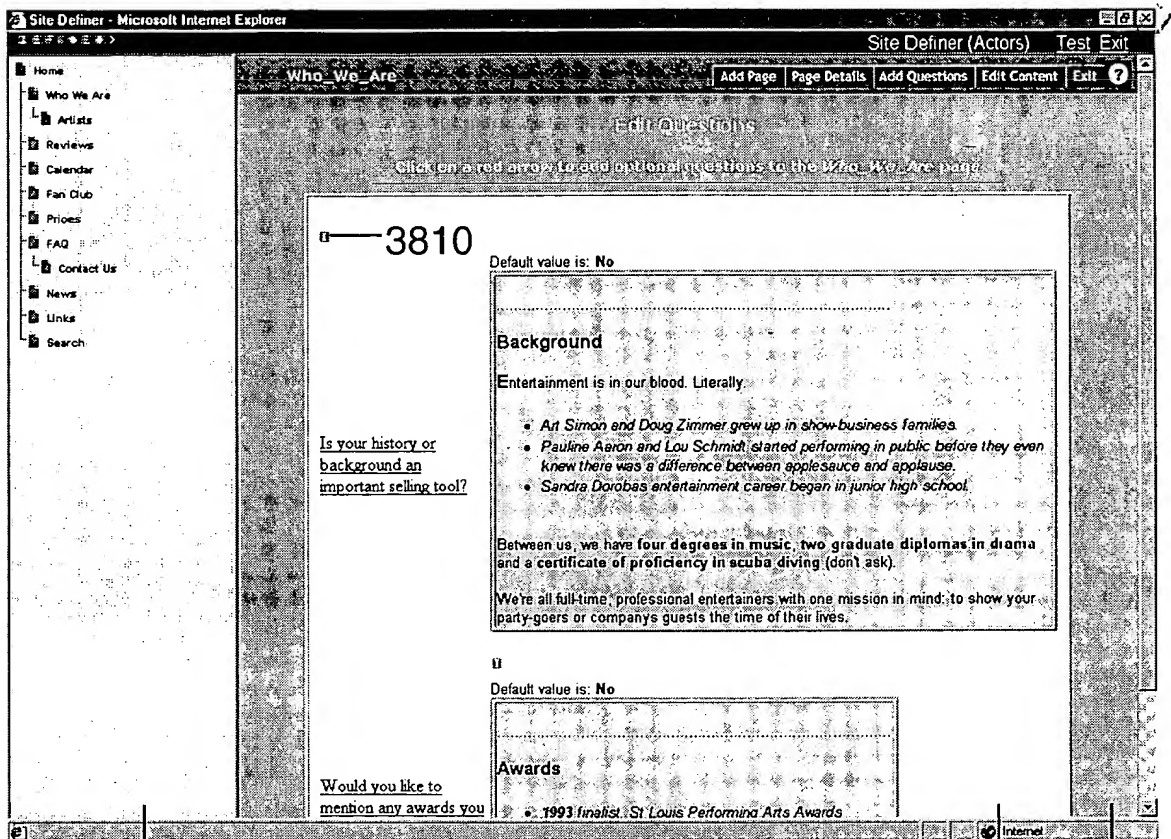 Site Definer - Microsoft Internet Explorer
Site Definer (Actors) Test Exit
Home
Who We Are
Artists
Reviews
Calendar
Fan Club
Prices
FAQ
Contact Us
News
Links
Search
Who_We_Are
Add Page Page Details Add Questions Edit Content Exit ?
Edit Questions
Click on a red arrow to add optional questions to the Who_We_Are page
3810
Default value is: No
Background
Entertainment is in our blood. Literally.
• Art Simon and Doug Zimmer grew up in show-business families.
• Pauline Aaron and Lou Schmidt started performing in public before they even
knew there was a difference between applesauce and applause.
• Sandra Dorobas entertainment career began in junior high school.
Is your history or
background an
important selling tool?
Between us, we have four degrees in music, two graduate diplomas in drama
and a certificate of proficiency in scuba diving (don't ask).
We're all full-time, professional entertainers with one mission in mind: to show your
party-goers or companys guests the time of their lives.
Default value is: No
Awards
Would you like to
mention any awards you
• 1993 finalist, St Louis Performing Arts Awards
Internet